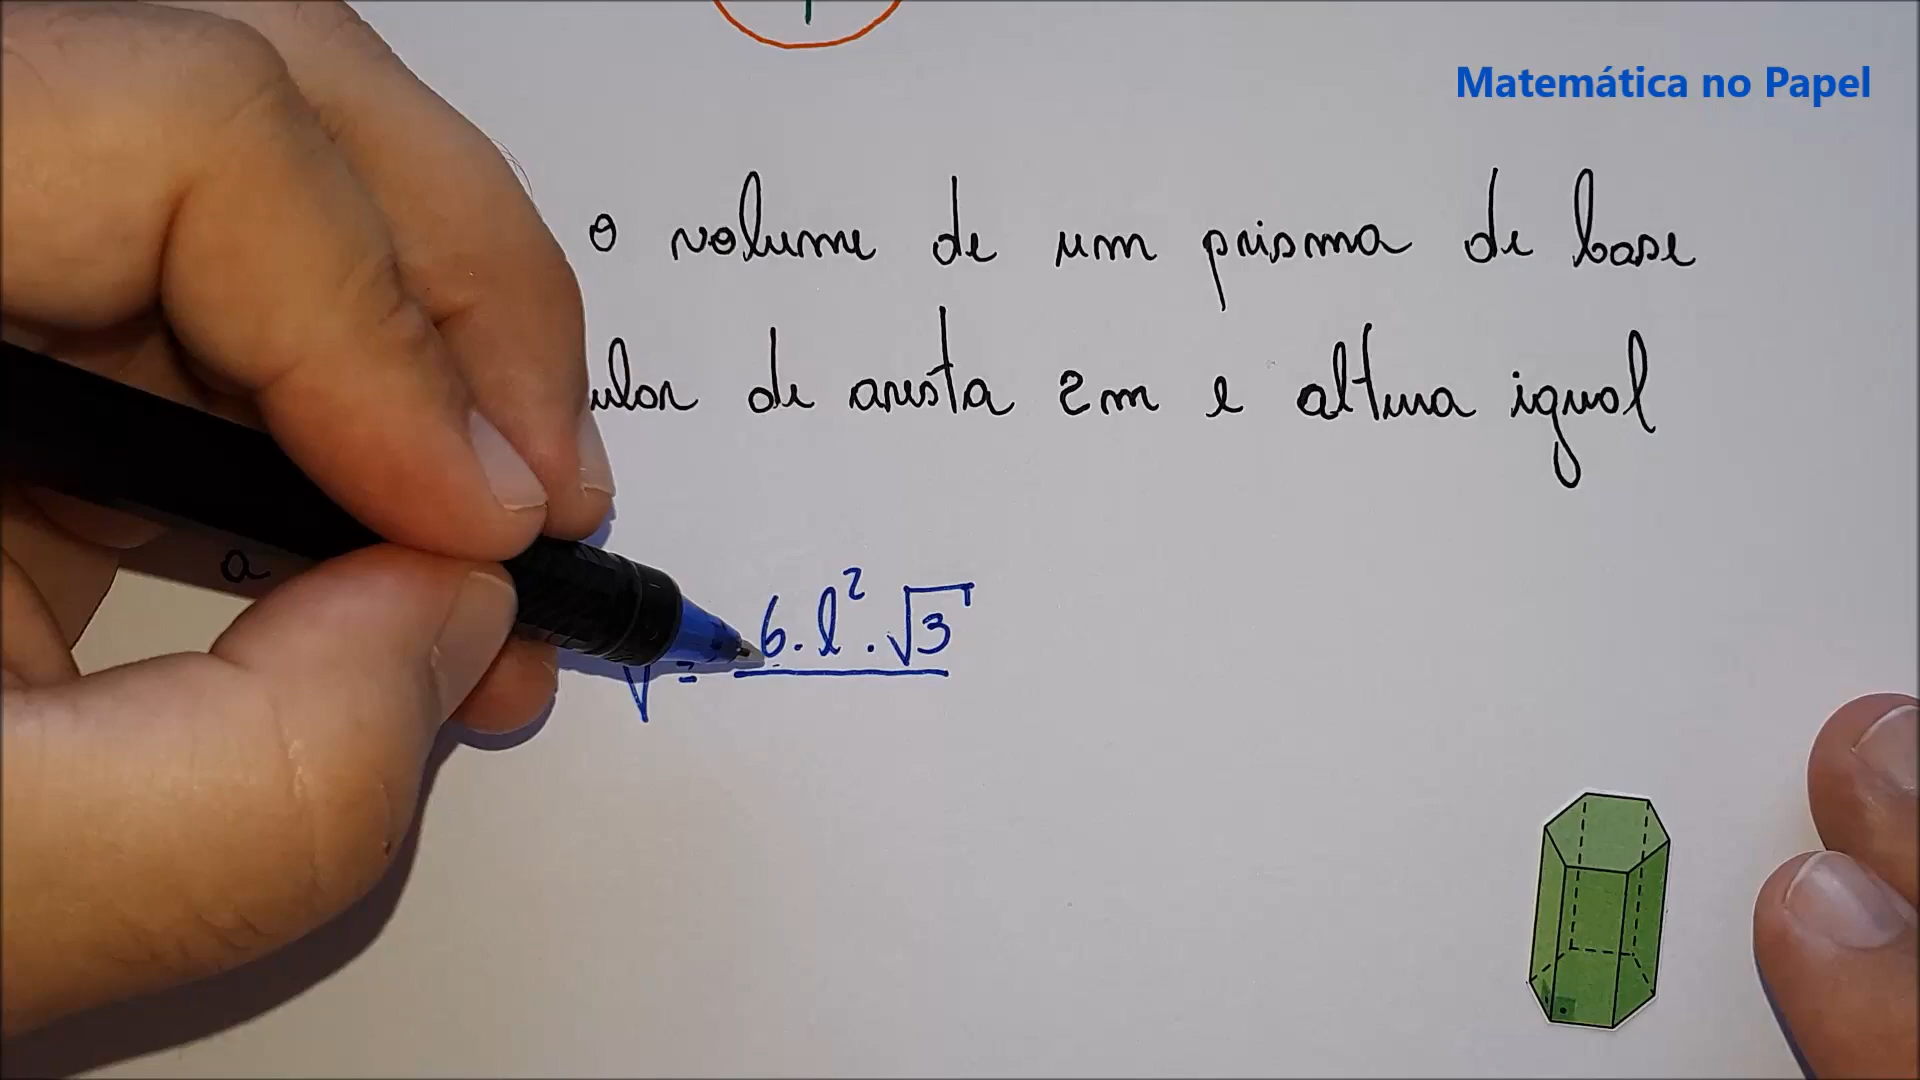 Matemática no Papel
o volume de um prisma de base
ular de aresta 2m e altura igual
a
V = 6. l² . √3